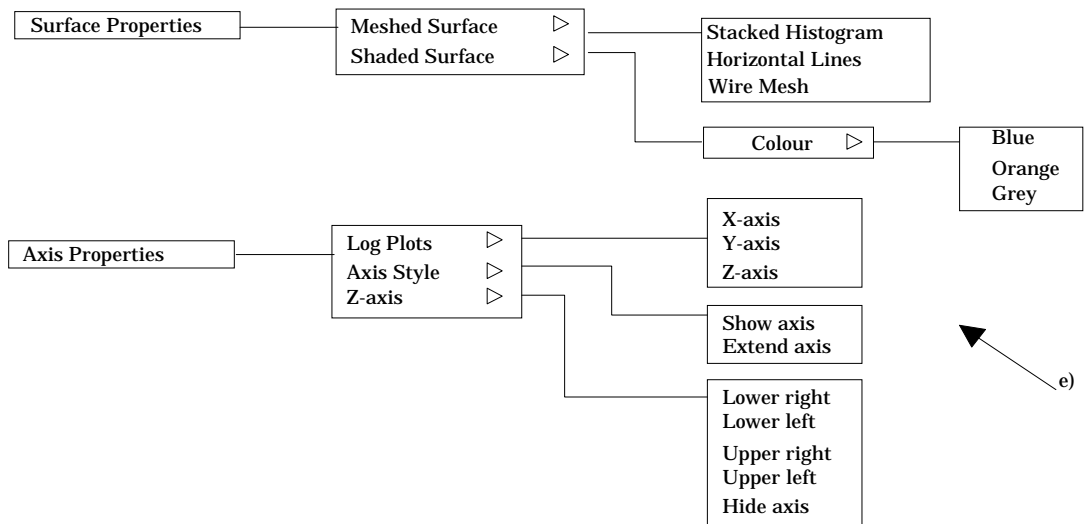 Surface Properties
Meshed Surface
Shaded Surface
Stacked Histogram
Horizontal Lines
Wire Mesh
Colour
Blue
Orange
Grey
Axis Properties
Log Plots
Axis Style
Z-axis
X-axis
Y-axis
Z-axis
Show axis
Extend axis
Lower right
Lower left
Upper right
Upper left
Hide axis
e)